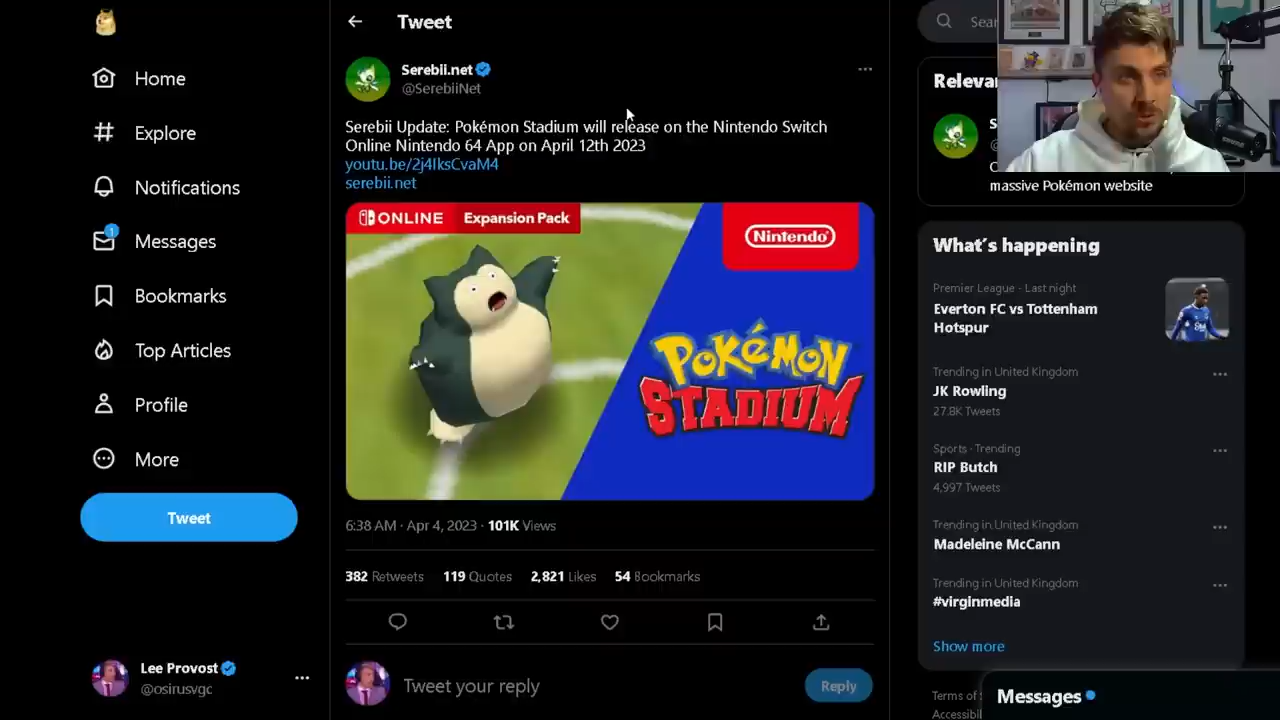 Home
Explore
Notifications
1
Messages
Bookmarks
Top Articles
Profile
More
Tweet
Lee Provost
@osirusvgc
Tweet
Serebii.net
@SerebiiNet
Serebii Update: Pokémon Stadium will release on the Nintendo Switch
Online Nintendo 64 App on April 12th 2023
youtu.be/2j4IksCvaM4
serebii.net
ONLINE Expansion Pack
Nintendo
POKéMON
STADIUM
6:38 AM · Apr 4, 2023 · 101K Views
382 Retweets 119 Quotes 2,821 Likes 54 Bookmarks
Tweet your reply
Reply
massive Pokémon website
What's happening
Premier League · Last night
Everton FC vs Tottenham
Hotspur
Trending in United Kingdom
JK Rowling
27.8K Tweets
Sports · Trending
RIP Butch
4,997 Tweets
Trending in United Kingdom
Madeleine McCann
Trending in United Kingdom
#virginmedia
Show more
Terms of
Messages